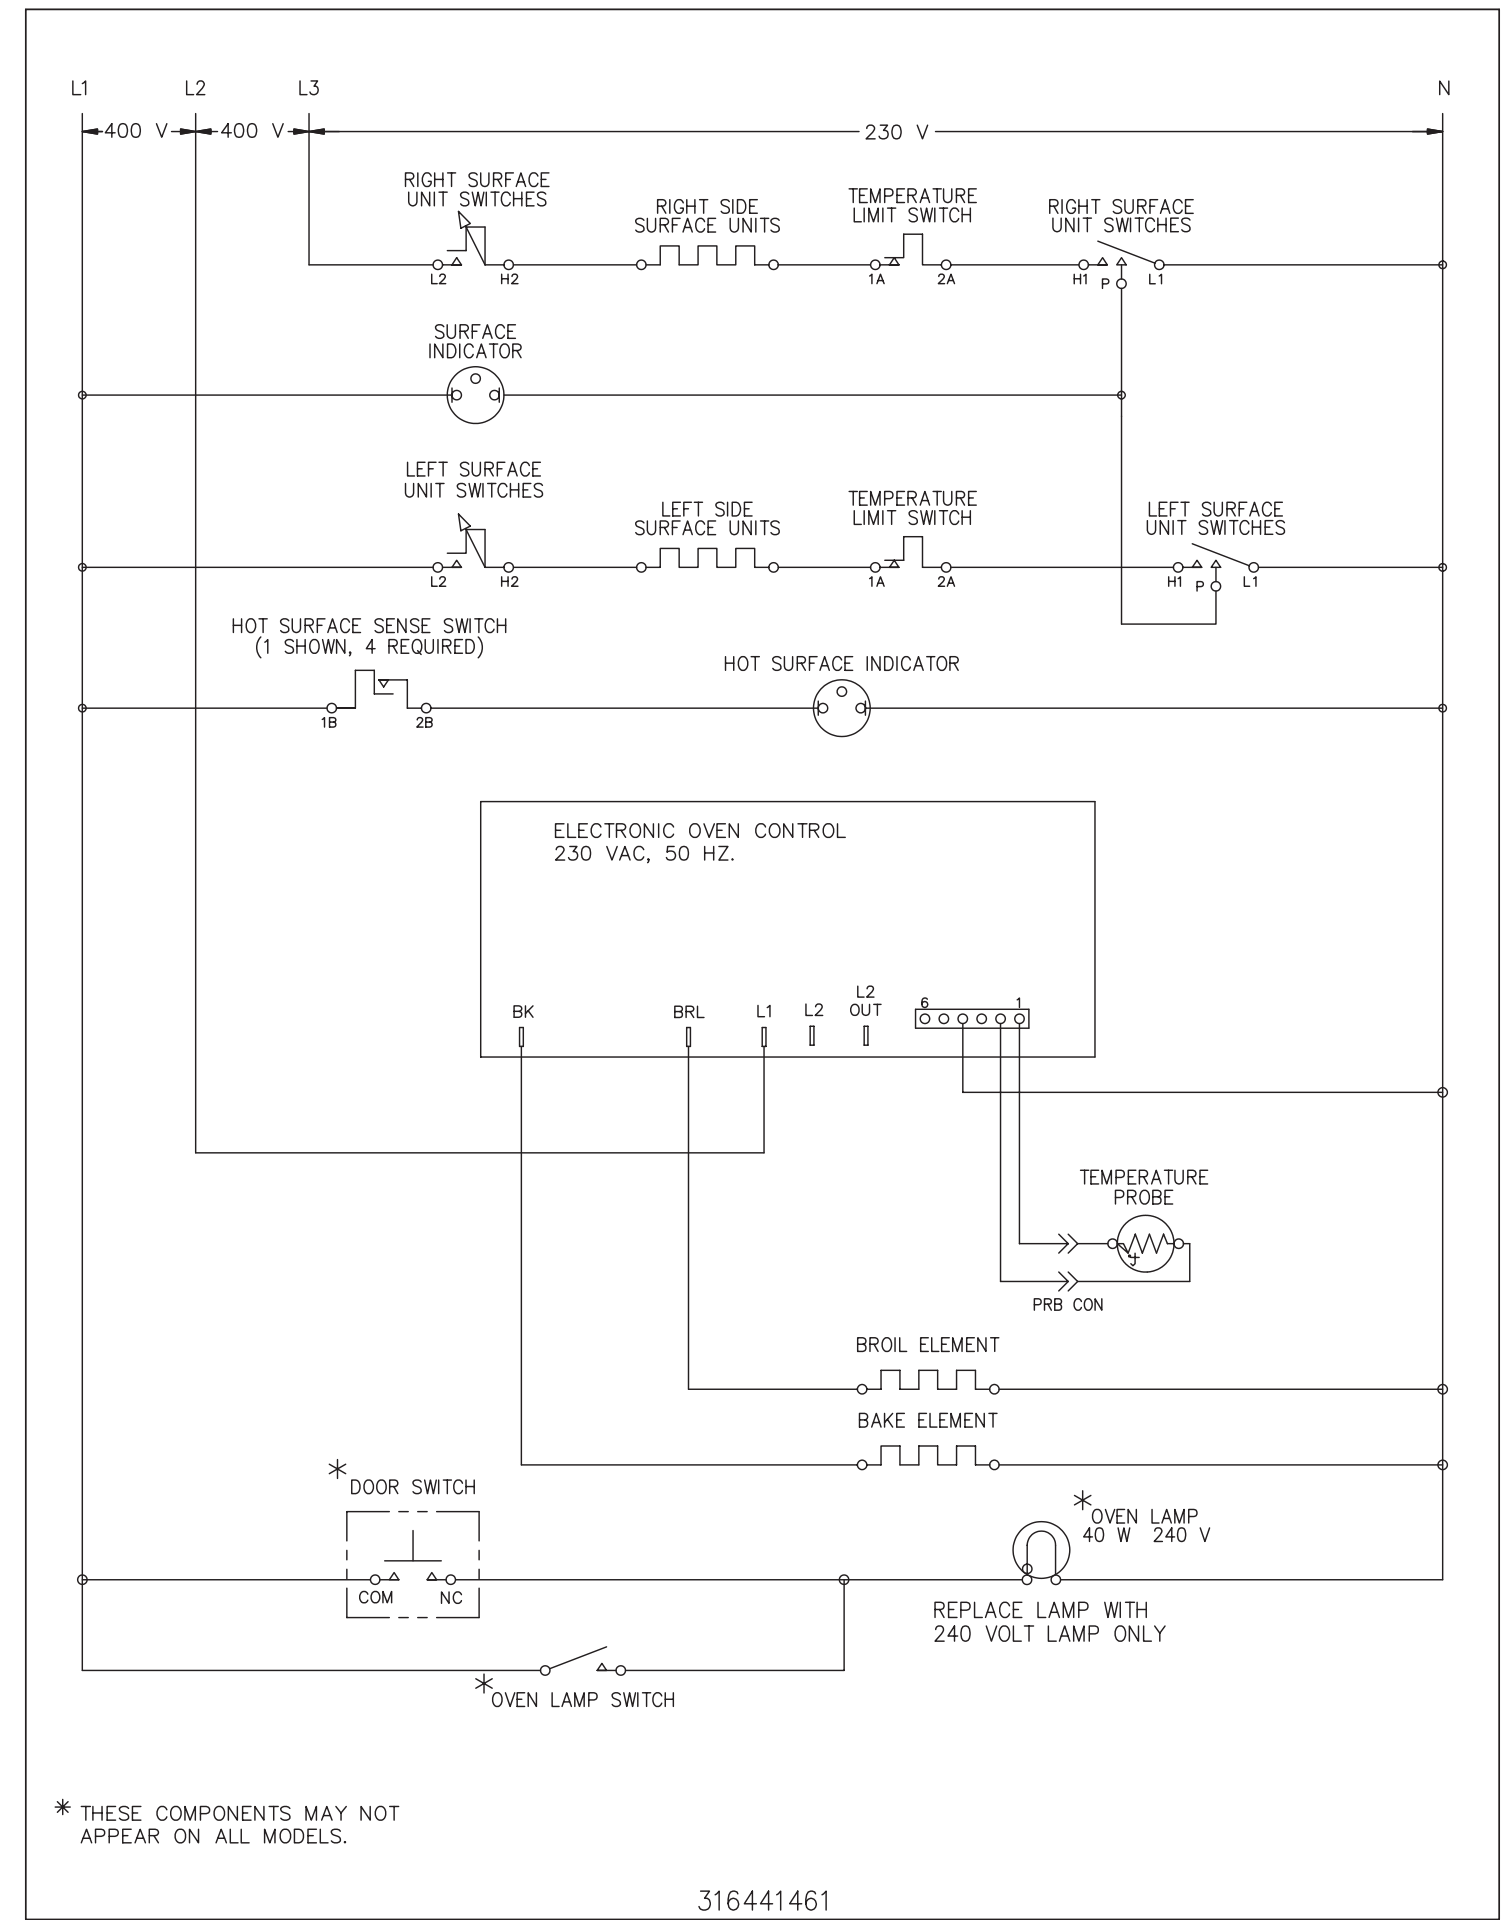 L1 L2 L3 N
400 V 400 V 230 V
RIGHT SURFACE
UNIT SWITCHES
RIGHT SIDE
SURFACE UNITS
TEMPERATURE
LIMIT SWITCH
RIGHT SURFACE
UNIT SWITCHES
L2 H2 1A 2A H1 P L1
SURFACE
INDICATOR
LEFT SURFACE
UNIT SWITCHES
LEFT SIDE
SURFACE UNITS
TEMPERATURE
LIMIT SWITCH
LEFT SURFACE
UNIT SWITCHES
L2 H2 1A 2A H1 P L1
HOT SURFACE SENSE SWITCH
(1 SHOWN, 4 REQUIRED)
HOT SURFACE INDICATOR
1B 2B
ELECTRONIC OVEN CONTROL
230 VAC, 50 HZ.
BK BRL L1 L2
L2
OUT
6 1
TEMPERATURE
PROBE
PRB CON
BROIL ELEMENT
BAKE ELEMENT
* DOOR SWITCH
COM NC
* OVEN LAMP
40 W 240 V
REPLACE LAMP WITH
240 VOLT LAMP ONLY
* OVEN LAMP SWITCH
* THESE COMPONENTS MAY NOT
APPEAR ON ALL MODELS.
316441461